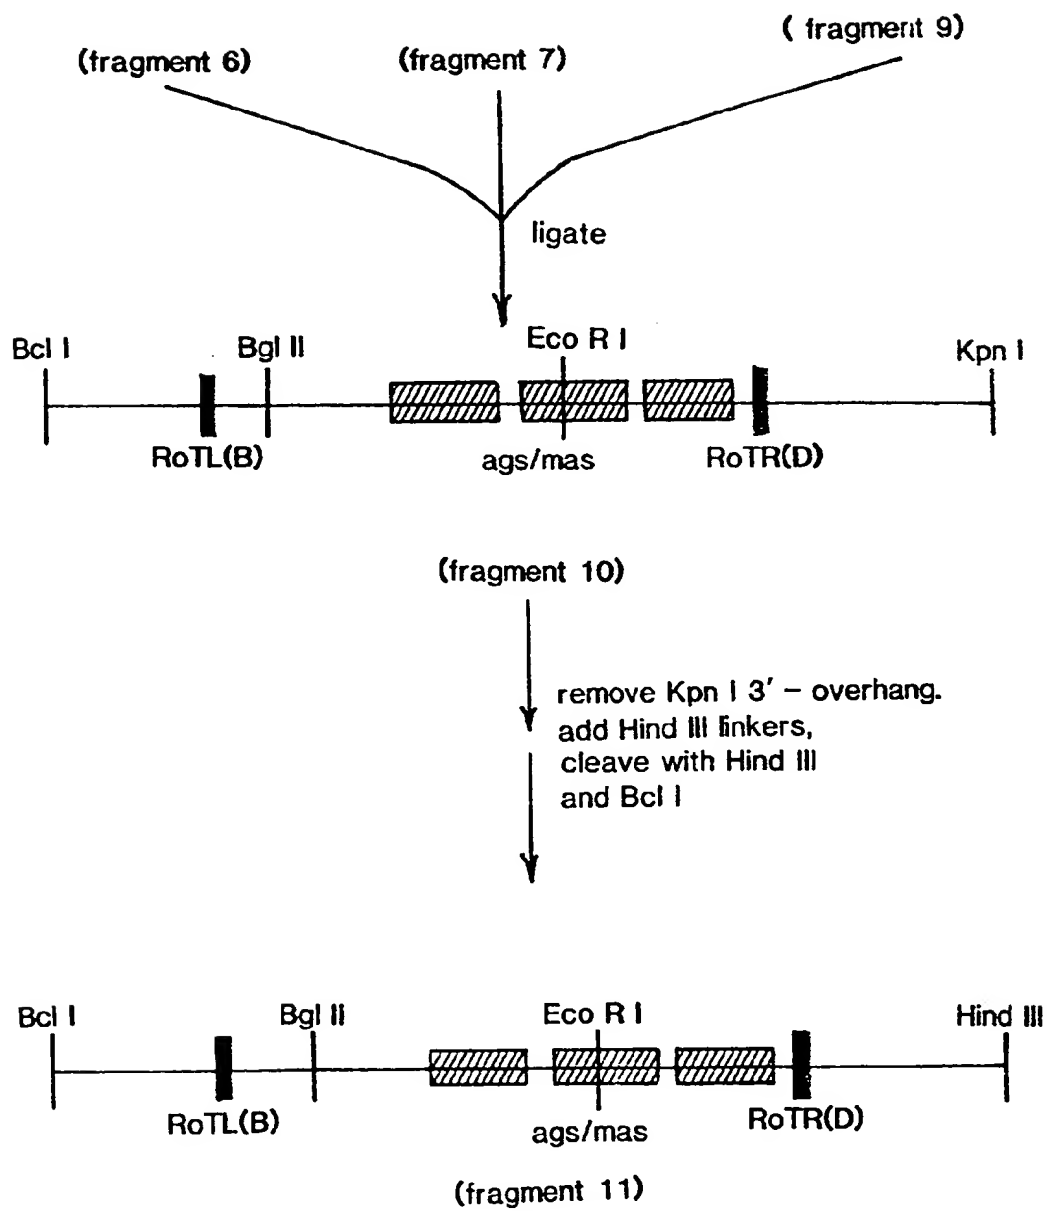 (fragment 6)
(fragment 7)
( fragment 9)
ligate
Bcl I
Bgl II
Eco R I
Kpn I
RoTL(B)
ags/mas
RoTR(D)
(fragment 10)
remove Kpn I 3′ – overhang.
add Hind III linkers,
cleave with Hind III
and Bcl I
Bcl I
Bgl II
Eco R I
Hind III
RoTL(B)
ags/mas
RoTR(D)
(fragment 11)